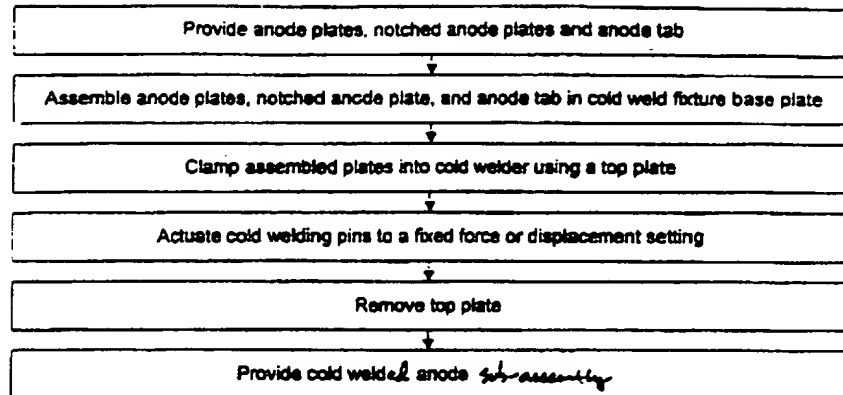 Provide anode plates, notched anode plates and anode tab
Assemble anode plates, notched anode plate, and anode tab in cold weld fixture base plate
Clamp assembled plates into cold welder using a top plate
Actuate cold welding pins to a fixed force or displacement setting
Remove top plate
Provide cold welded anode sub-assembly